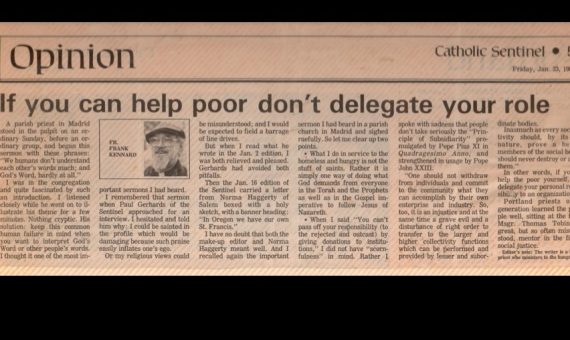 Opinion
Catholic Sentinel ●
Friday, Jan. 23,
If you can help poor don't delegate your role
A parish priest in Madrid
stood in the pulpit on an or-
dinary Sunday, before an or-
dinary group, and began this
sermon with these phrases:
"We humans don't understand
each other's words much; and
God's Word, hardly at all."
I was in the congregation
and quite fascinated by such
an introduction. I listened
closely while he went on to il-
lustrate his theme for a few
minutes. Nothing cryptic. His
solution: keep this common
human failure in mind when
you want to interpret God's
Word or other people's words.
I thought it one of the most im-
FR.
FRANK
KENNARD
portant sermons I had heard.
I remembered that sermon
when Paul Gerhards of the
Sentinel approached for an
interview. I hesitated and told
him why: I could be sainted in
the profile which would be
damaging because such praise
easily inflates one's ego.
Or my religious views could
be misunderstood; and I would
be expected to field a barrage
of line drives.
But when I read what he
wrote in the Jan. 2 edition, I
was both relieved and pleased.
Gerhards had avoided both
pitfalls.
Then the Jan. 16 edition of
the Sentinel carried a letter
from Norma Haggerty of
Salem boxed with a holy
sketch, with a banner heading:
"In Oregon we have our own
St. Francis."
I have no doubt that both the
make-up editor and Norma
Haggerty meant well. And I
recalled again the important
sermon I had heard in a parish
church in Madrid and sighed
ruefully. So let me clear up two
points.
• What I do in service to the
homeless and hungry is not the
stuff of saints. Rather it is
simply one way of doing what
God demands from everyone
in the Torah and the Prophets
as well as in the Gospel im-
perative to follow Jesus of
Nazareth.
• When I said "You can't
pass off your responsibility (to
the rejected and outcast) by
giving donations to institu-
tions," I did not have "scorn-
fulness" in mind. Rather I
spoke with sadness that people
don't take seriously the "Prin-
ciple of Subsidiarity" pro-
mulgated by Pope Pius XI in
Quadragesimo Anno, and
strengthened in usage by Pope
John XXIII.
"One should not withdraw
from individuals and commit
to the community what they
can accomplish by their own
enterprise and industry. So,
too, it is an injustice and at the
same time a grave evil and a
disturbance of right order to
transfer to the larger and
higher collectivity functions
which can be performed and
provided by lesser and subor-
dinate bodies.
Inasmuch as every soc
tivity should, by its
nature, prove a h
members of the social b
should never destroy or a
them."
In other words, if y
help the poor yourself,
delegate your personal r
ity to an organization
Portland priests o
generation learned the p
ple well, sitting at the
Msgr. Thomas Tobin'
great, but so often mis
stood, mentor in the fi
social justice.
Editor's note: The writer is a
priest who ministers to the hung